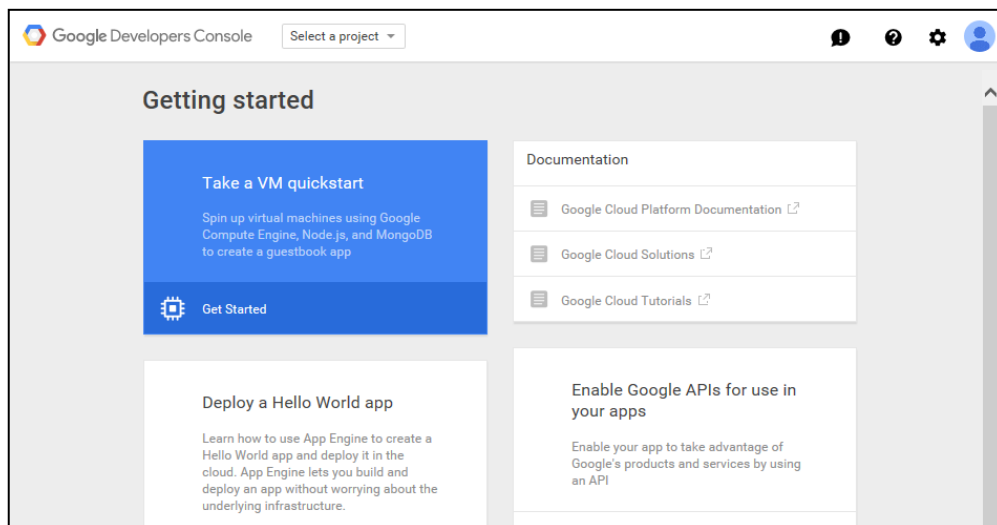 Google Developers Console
Select a project
Getting started
Take a VM quickstart
Spin up virtual machines using Google
Compute Engine, Node.js, and MongoDB
to create a guestbook app
Get Started
Documentation
Google Cloud Platform Documentation
Google Cloud Solutions
Google Cloud Tutorials
Deploy a Hello World app
Learn how to use App Engine to create a
Hello World app and deploy it in the
cloud. App Engine lets you build and
deploy an app without worrying about the
underlying infrastructure.
Enable Google APIs for use in
your apps
Enable your app to take advantage of
Google's products and services by using
an API